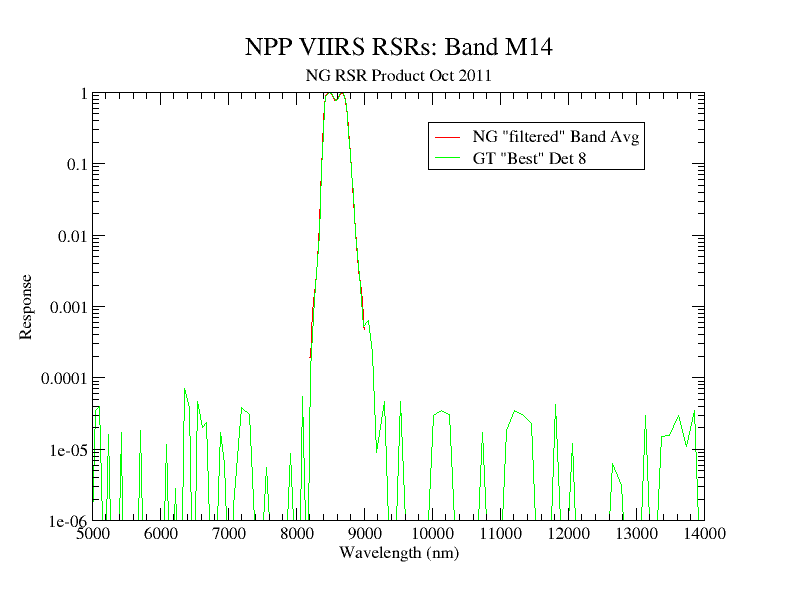 NPP VIIRS RSRs: Band M14
NG RSR Product Oct 2011
NG "filtered" Band Avg
GT "Best" Det 8
Response
1
0.1
0.01
0.001
0.0001
1e-05
1e-06
5000 6000 7000 8000 9000 10000 11000 12000 13000 14000
Wavelength (nm)